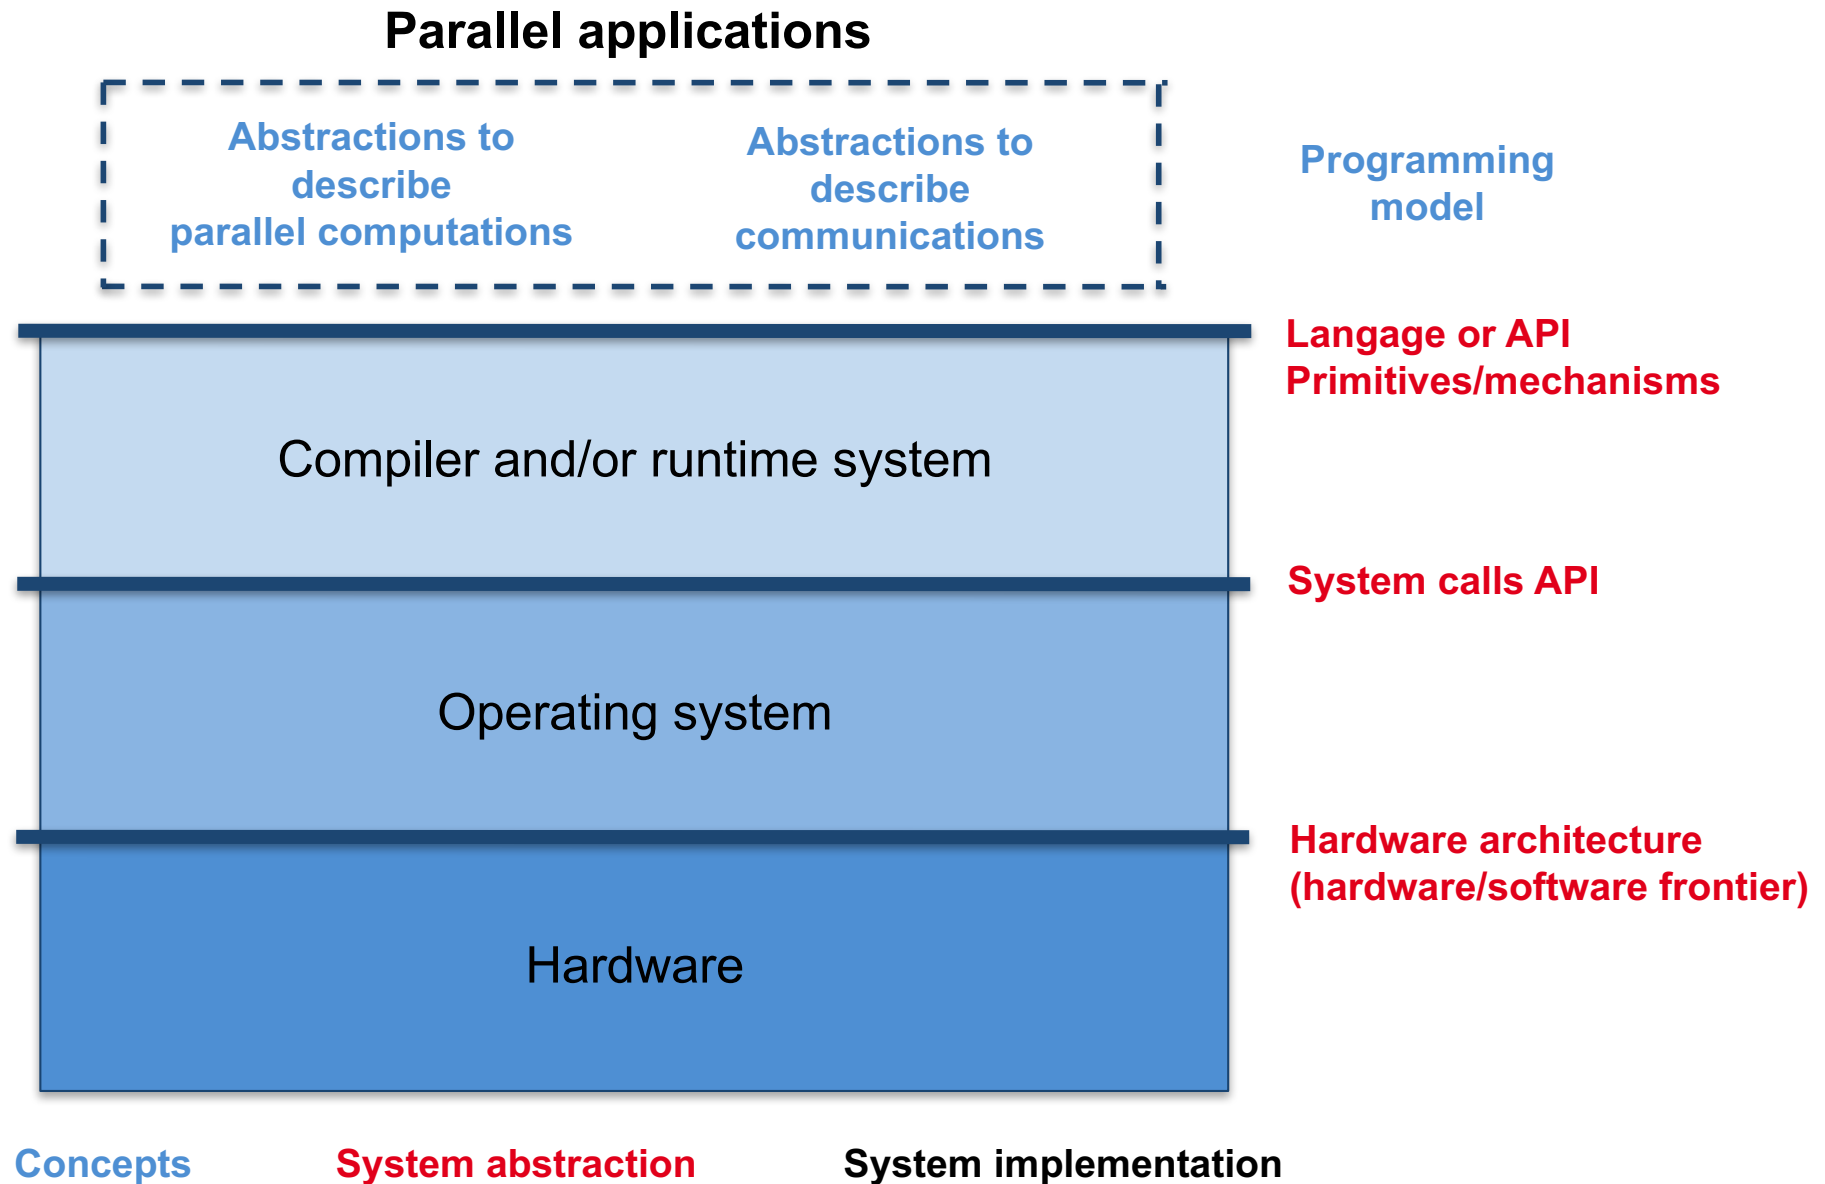 Parallel applications
Abstractions to
describe
parallel computations
Abstractions to
describe
communications
Programming
model
Langage or API
Primitives/mechanisms
Compiler and/or runtime system
System calls API
Operating system
Hardware architecture
(hardware/software frontier)
Hardware
Concepts
System abstraction
System implementation